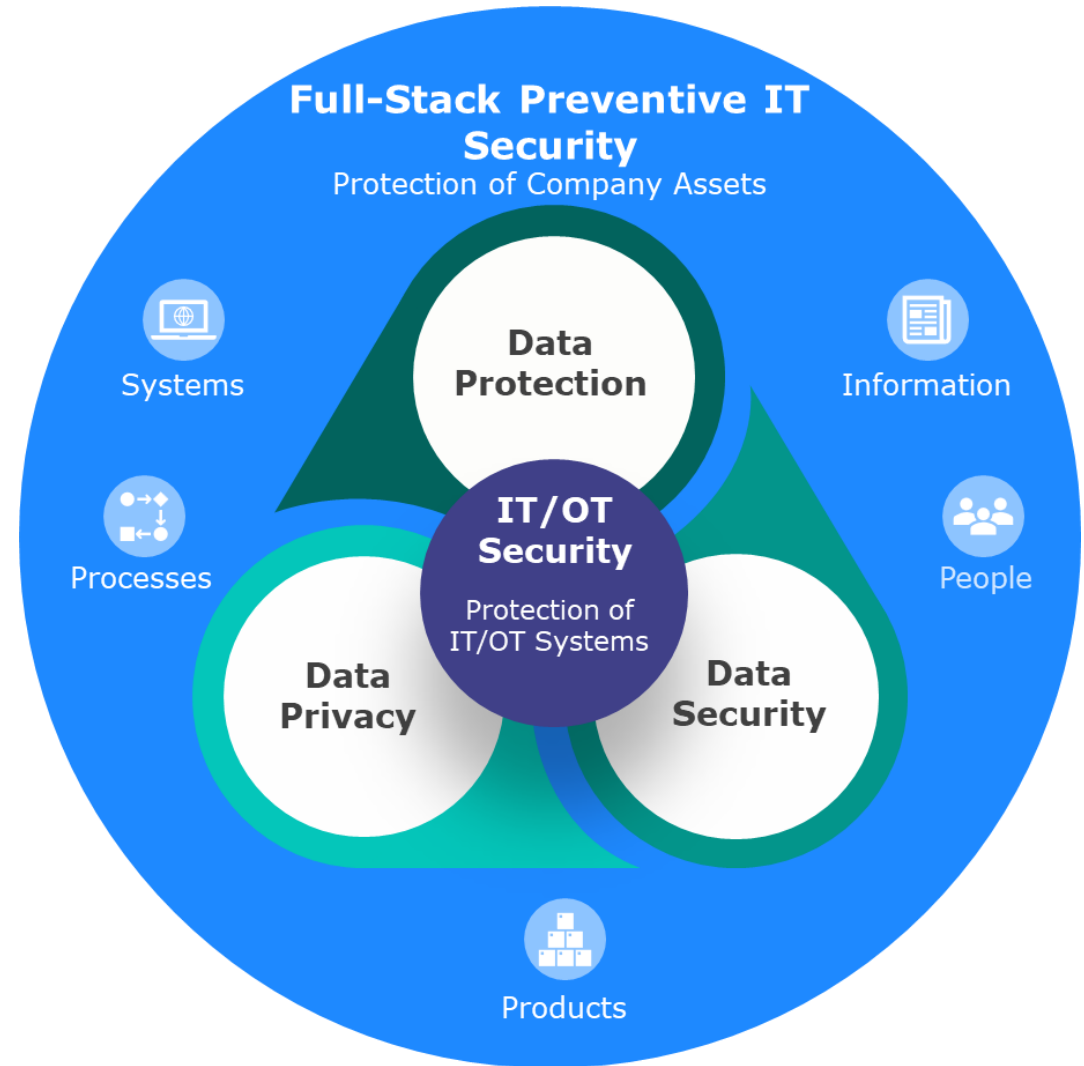 Full-Stack Preventive IT
Security
Protection of Company Assets
Data
Protection
Systems
Information
IT/OT
Security
Protection of
IT/OT Systems
Processes
People
Data
Privacy
Data
Security
Products